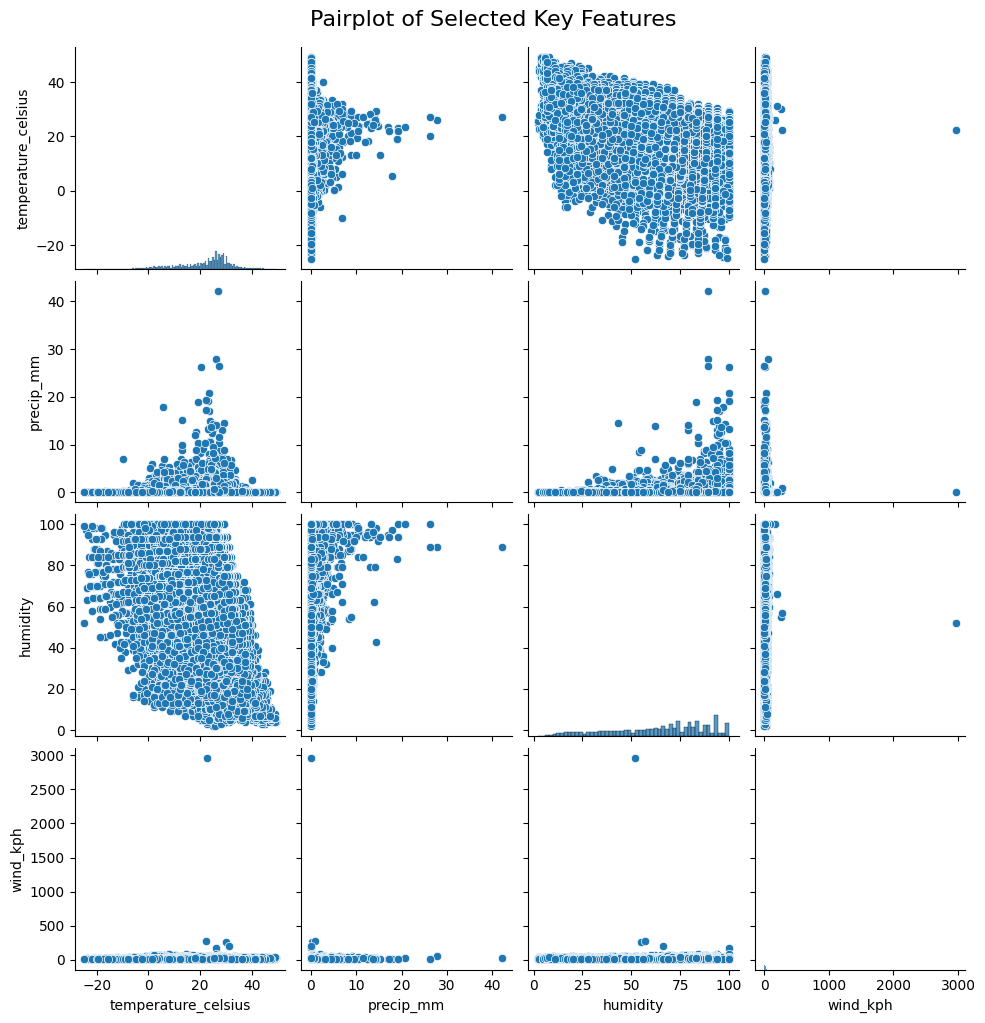 Pairplot of Selected Key Features
temperature_celsius
40
20
0
−20
precip_mm
40
30
20
10
0
humidity
100
80
60
40
20
0
wind_kph
3000
2500
2000
1500
1000
500
0
−20 0 20 40
0 10 20 30 40
0 25 50 75 100
0 1000 2000 3000
temperature_celsius precip_mm humidity wind_kph